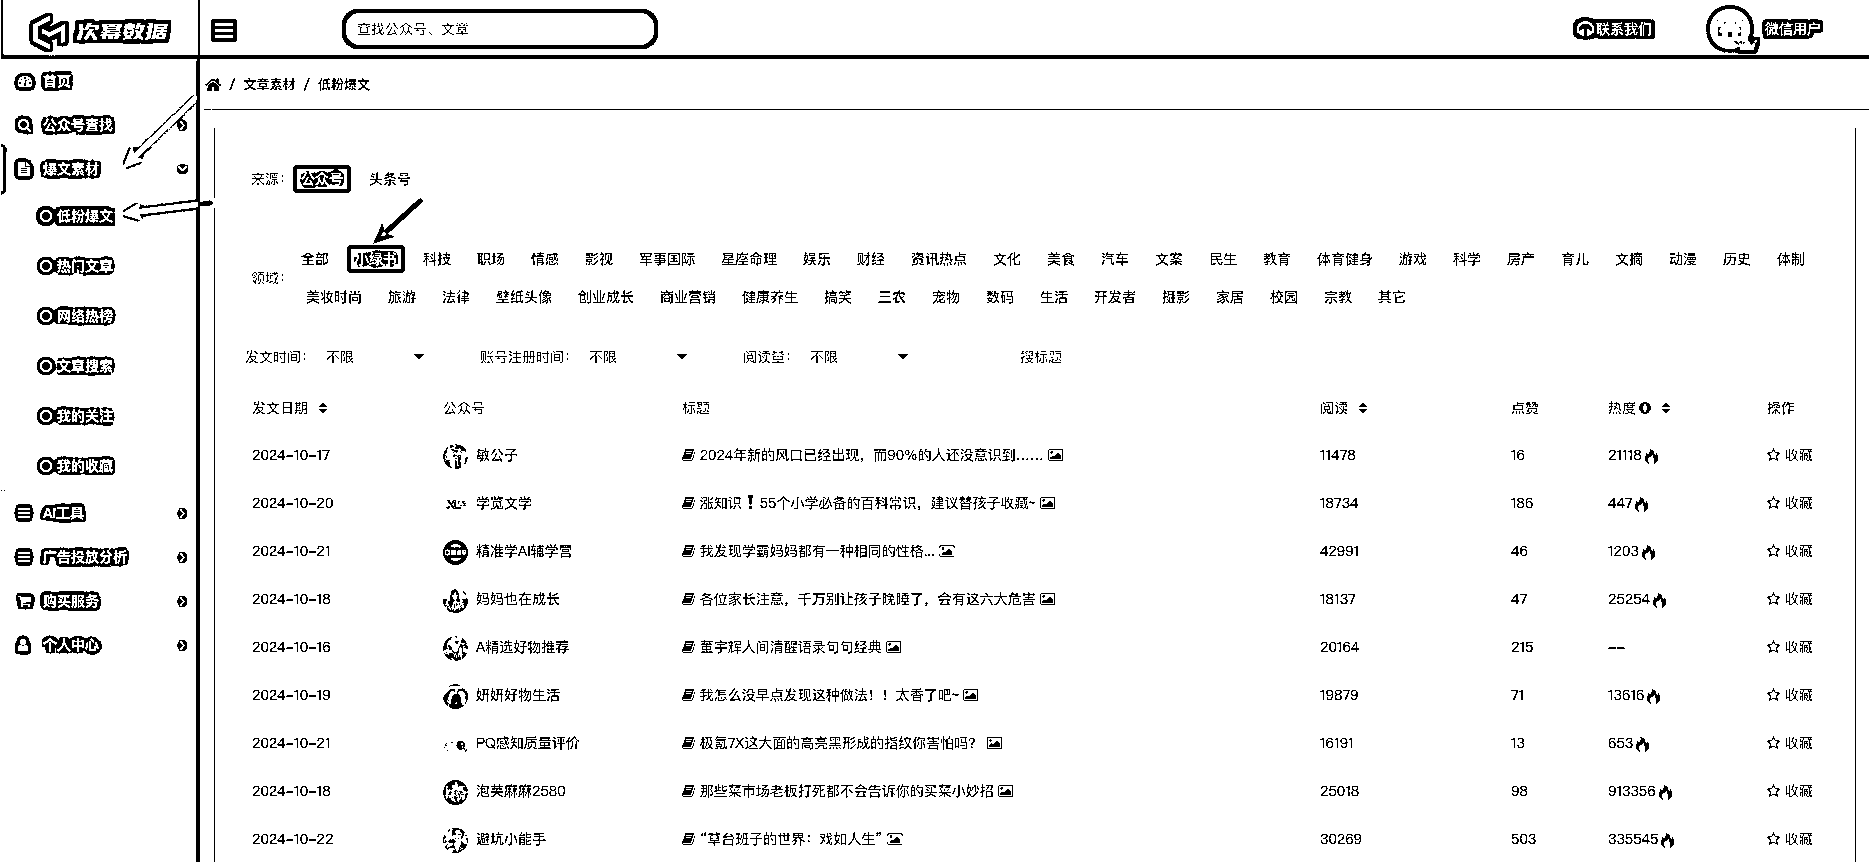 次幂数据
查找公众号、文章
联系我们
微信用户
首页
公众号查找
爆文素材
低粉爆文
热门文章
网络热榜
文章搜索
我的关注
我的收藏
AI工具
广告投放分析
购买服务
个人中心
/ 文章素材 / 低粉爆文
来源： 公众号 头条号
领域：
全部 小绿书 科技 职场 情感 影视 军事国际 星座命理 娱乐 财经 资讯热点 文化 美食 汽车 文案 民生 教育 体育健身 游戏 科学 房产 育儿 文摘 动漫 历史 体制
美妆时尚 旅游 法律 壁纸头像 创业成长 商业营销 健康养生 搞笑 三农 宠物 数码 生活 开发者 摄影 家居 校园 宗教 其它
发文时间： 不限 账号注册时间： 不限 阅读量： 不限 搜标题
发文日期 公众号 标题 阅读 点赞 热度 操作
2024-10-17 敏公子 2024年新的风口已经出现，而90%的人还没意识到…… 11478 16 21118 收藏
2024-10-20 学览文学 涨知识！55个小学必备的百科常识，建议替孩子收藏~ 18734 186 447 收藏
2024-10-21 精准学AI辅学营 我发现学霸妈妈都有一种相同的性格... 42991 46 1203 收藏
2024-10-18 妈妈也在成长 各位家长注意，千万别让孩子晚睡了，会有这六大危害 18137 47 25254 收藏
2024-10-16 A精选好物推荐 董宇辉人间清醒语录句句经典 20164 215 -- 收藏
2024-10-19 妍妍好物生活 我怎么没早点发现这种做法！！太香了吧~ 19879 71 13616 收藏
2024-10-21 PQ感知质量评价 极氪7X这大面的高亮黑形成的指纹你害怕吗？ 16191 13 653 收藏
2024-10-18 泡芙麻麻2580 那些菜市场老板打死都不会告诉你的买菜小妙招 25018 98 913356 收藏
2024-10-22 避坑小能手 “草台班子的世界：戏如人生” 30269 503 335545 收藏